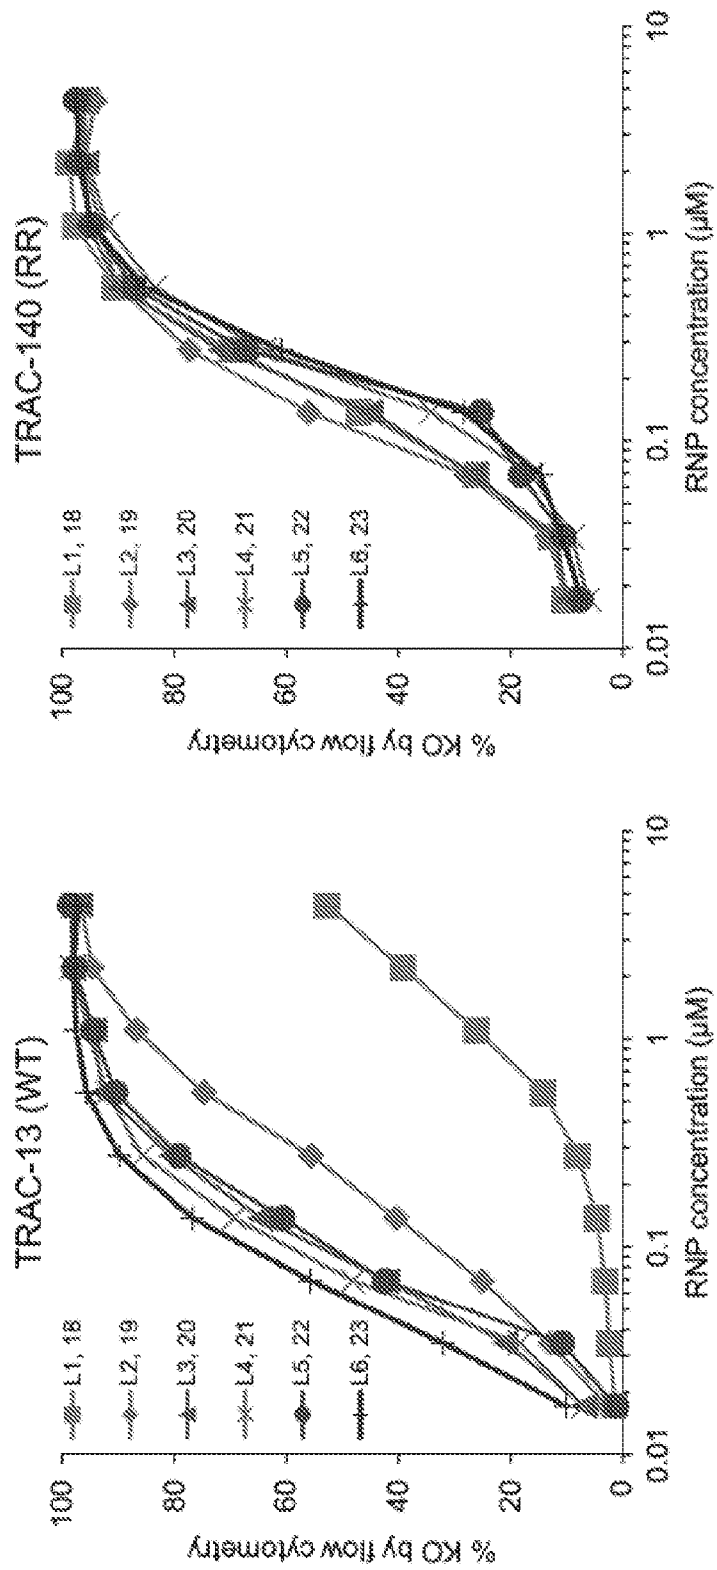 TRAC-13 (WT)
% KO by flow cytometry
100
80
60
40
20
0
L1, 18
L2, 19
L3, 20
L4, 21
L5, 22
L6, 23
0.01
0.1
1
10
RNP concentration (µM)
TRAC-140 (RR)
% KO by flow cytometry
100
80
60
40
20
0
L1, 18
L2, 19
L3, 20
L4, 21
L5, 22
L6, 23
0.01
0.1
1
10
RNP concentration (µM)